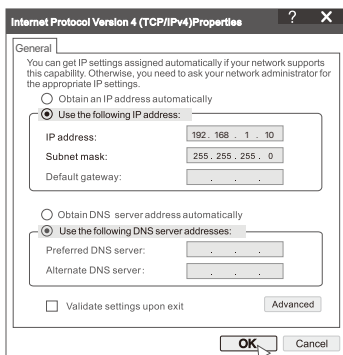 Internet Protocol Version 4 (TCP/IPv4)Properties ? X
General
You can get IP settings assigned automatically if your network supports
this capability. Otherwise, you need to ask your network administrator for
the appropriate IP settings.
Obtain an IP address automatically
Use the following IP address:
IP address: 192. 168 . 1 . 10
Subnet mask: 255 . 255 . 255 . 0
Default gateway: . . .
Obtain DNS server address automatically
Use the following DNS server addresses:
Preferred DNS server: . . .
Alternate DNS server: . . .
Validate settings upon exit Advanced
OK Cancel